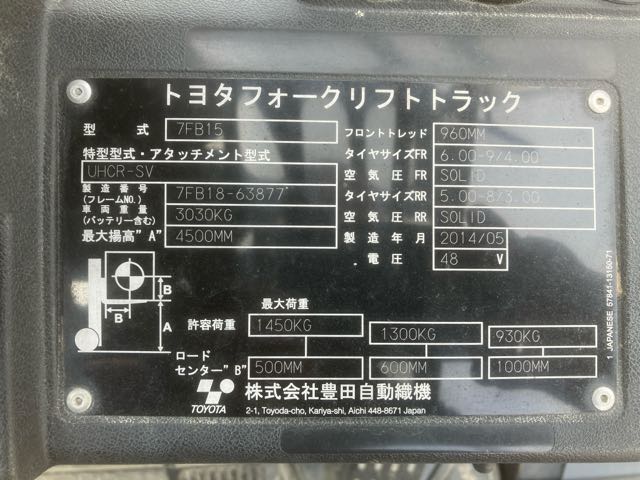 トヨタフォークリフトトラック
型式 7FB15
特型型式・アタッチメント型式
UHCR-SV
製造番号 (フレームNO.) 7FB18-63877
車両重量 (バッテリー含む) 3030KG
最大揚高"A" 4500MM
フロントトレッド 960MM
タイヤサイズFR 6.00-9/4.00
空気圧FR SOLID
タイヤサイズRR 5.00-8/3.00
空気圧RR SOLID
製造年月 2014/05
電圧 48 V
B
B
A
最大荷重
許容荷重 1450KG 1300KG 930KG
ロードセンター"B" 500MM 600MM 1000MM
TOYOTA
株式会社豊田自動織機
2-1, Toyoda-cho, Kariya-shi, Aichi 448-8671 Japan
1 JAPANESE 57841-13150-71